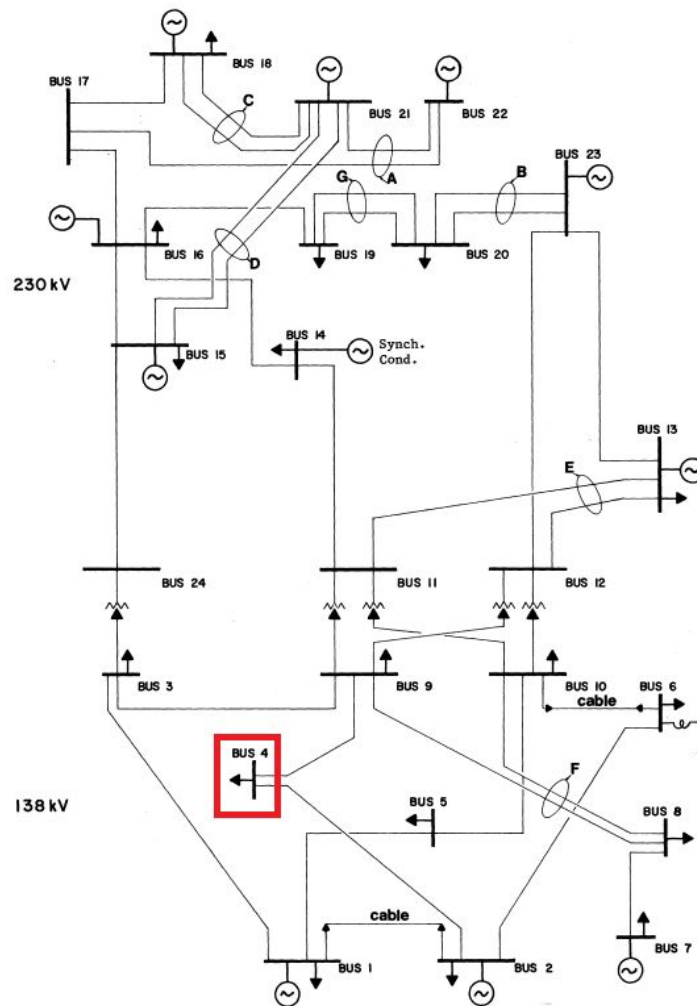 BUS 18
BUS 17
C
BUS 21
BUS 22
A
G
B
BUS 23
D
BUS 16
BUS 19
BUS 20
230 kV
BUS 14
Synch.
Cond.
BUS 15
BUS 13
E
BUS 24
BUS 11
BUS 12
BUS 3
BUS 9
BUS 10
BUS 6
cable
BUS 4
F
138 kV
BUS 5
BUS 8
cable
BUS 1
BUS 2
BUS 7